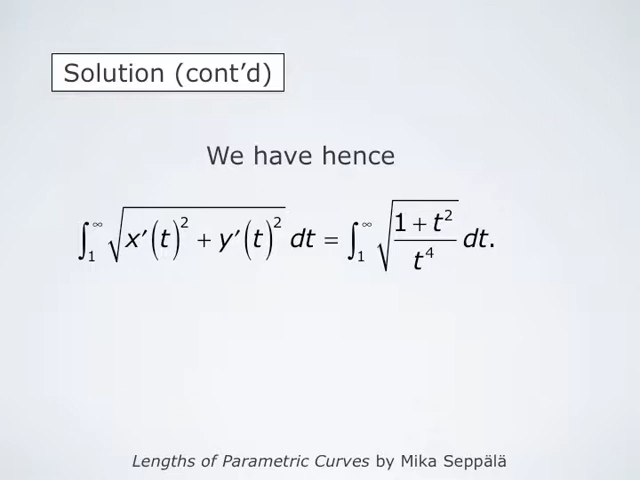 Solution (cont’d)
We have hence
∫₁^∞ √(x′(t)² + y′(t)²) dt = ∫₁^∞ √((1 + t²)/t⁴) dt.
Lengths of Parametric Curves by Mika Seppälä